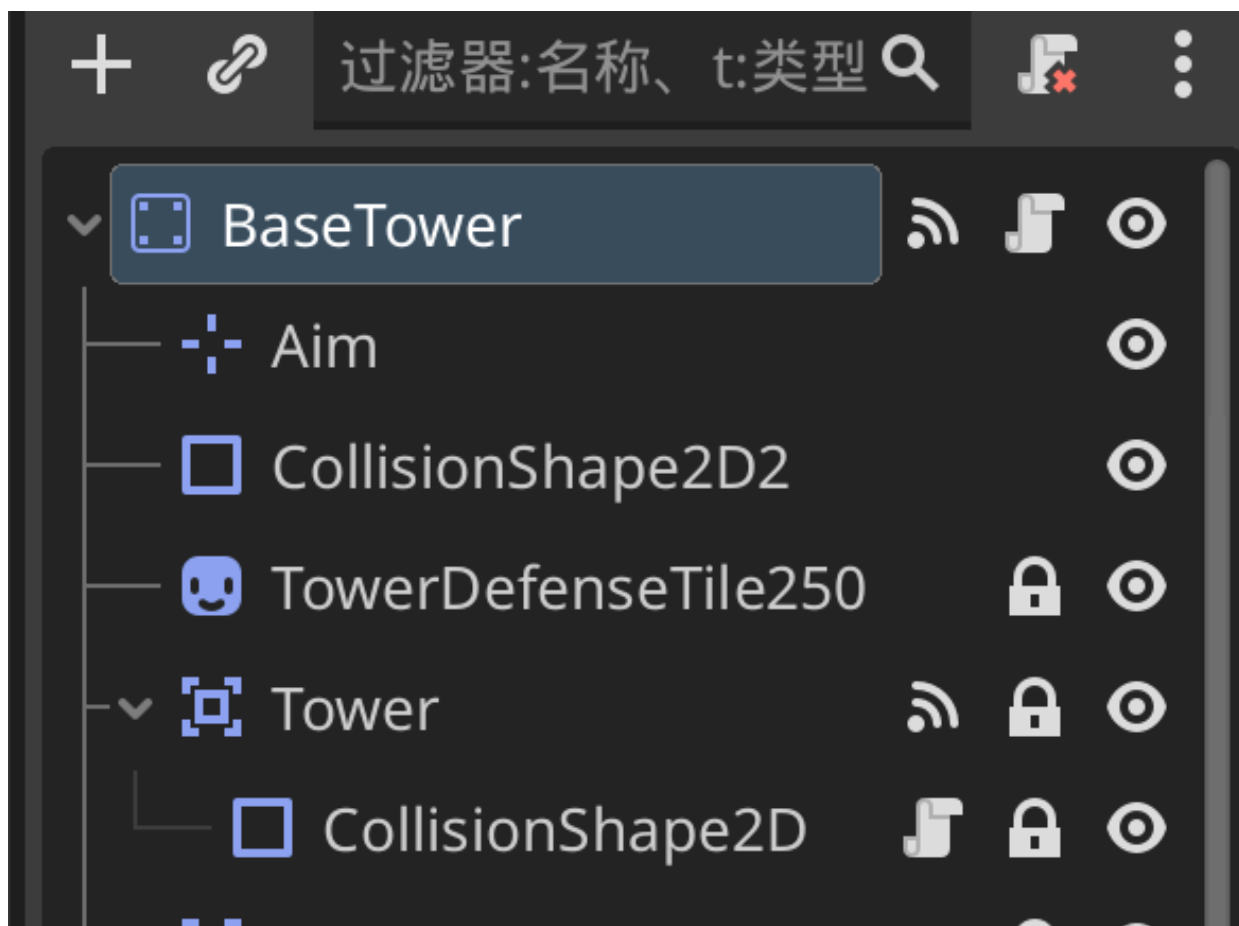 过滤器:名称、t:类型
BaseTower
Aim
CollisionShape2D2
TowerDefenseTile250
Tower
CollisionShape2D